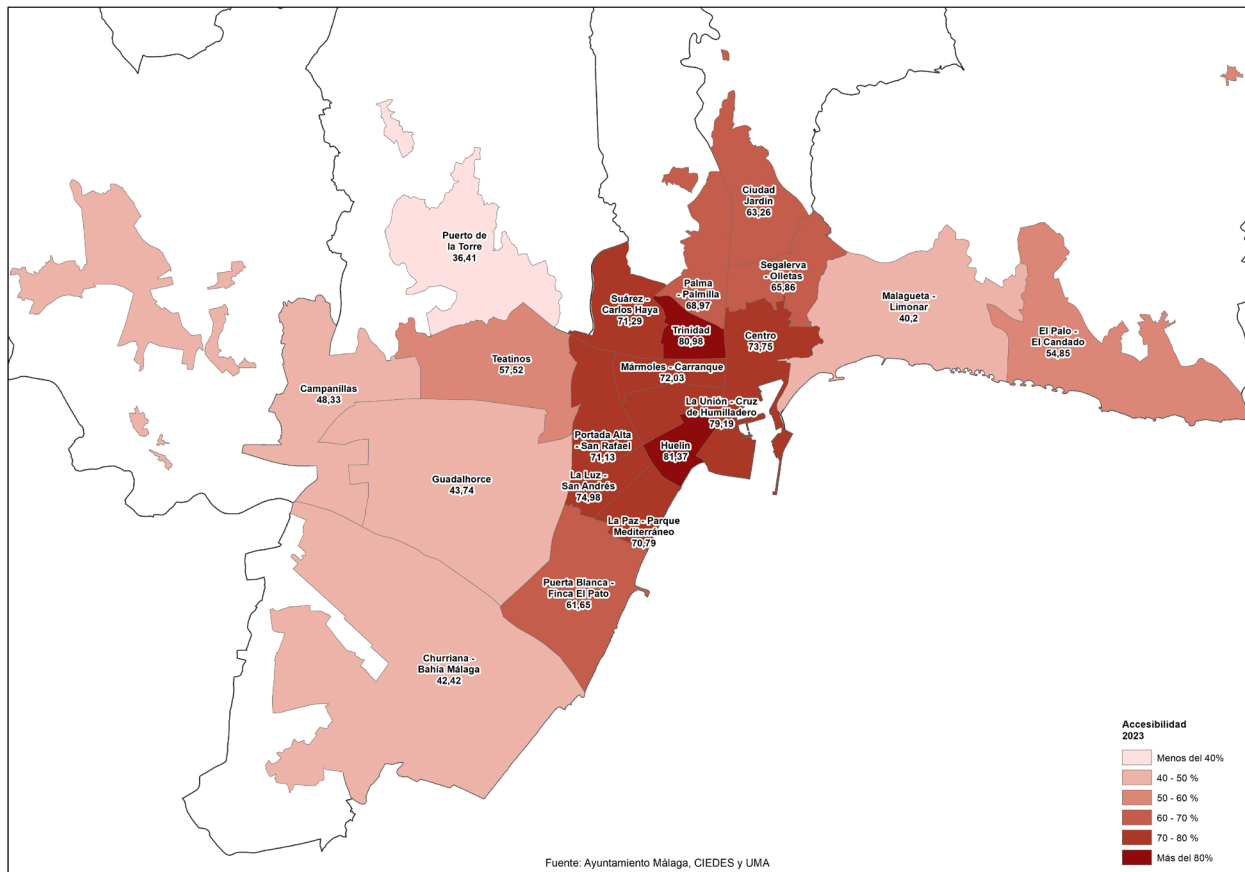 Ciudad
Jardín
63,26
Puerto de
la Torre
36,41
Segalerva
- Olletas
65,86
Palma
- Palmilla
68,97
Malagueta -
Limonar
40,2
Suárez -
Carlos Haya
71,29
Trinidad
80,98
Centro
73,75
El Palo -
El Candado
54,85
Teatinos
57,52
Mármoles - Carranque
72,03
Campanillas
48,33
La Unión - Cruz
de Humilladero
79,19
Portada Alta
- San Rafael
71,13
Huelin
81,37
Guadalhorce
43,74
La Luz -
San Andrés
74,98
La Paz - Parque
Mediterráneo
70,79
Puerta Blanca -
Finca El Pato
61,65
Churriana -
Bahía Málaga
42,42
Accesibilidad
2023
Menos del 40%
40 - 50 %
50 - 60 %
60 - 70 %
70 - 80 %
Más del 80%
Fuente: Ayuntamiento Málaga, CIEDES y UMA